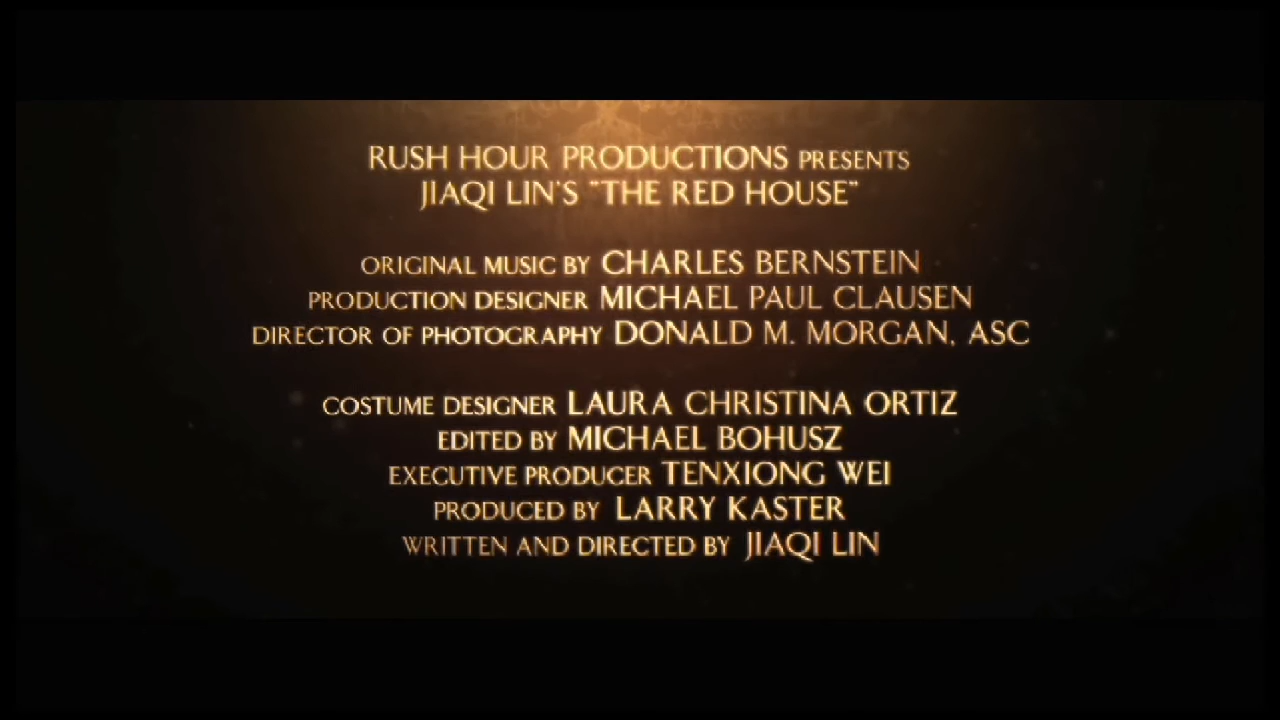 RUSH HOUR PRODUCTIONS PRESENTS
JIAQI LIN'S "THE RED HOUSE"
ORIGINAL MUSIC BY CHARLES BERNSTEIN
PRODUCTION DESIGNER MICHAEL PAUL CLAUSEN
DIRECTOR OF PHOTOGRAPHY DONALD M. MORGAN, ASC
COSTUME DESIGNER LAURA CHRISTINA ORTIZ
EDITED BY MICHAEL BOHUSZ
EXECUTIVE PRODUCER TENXIONG WEI
PRODUCED BY LARRY KASTER
WRITTEN AND DIRECTED BY JIAQI LIN